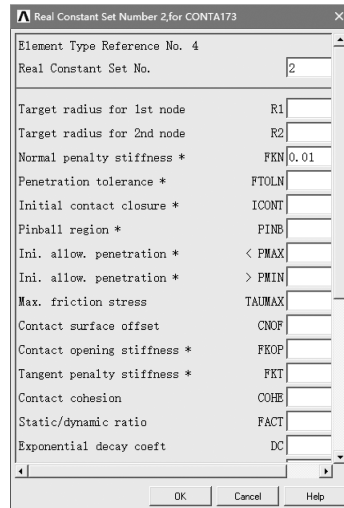 Real Constant Set Number 2,for CONTA173
Element Type Reference No. 4
Real Constant Set No. 2
Target radius for 1st node R1
Target radius for 2nd node R2
Normal penalty stiffness * FKN 0.01
Penetration tolerance * FTOLN
Initial contact closure * ICONT
Pinball region * PINB
Ini. allow. penetration * < PMAX
Ini. allow. penetration * > PMIN
Max. friction stress TAUMAX
Contact surface offset CNOF
Contact opening stiffness * FKOP
Tangent penalty stiffness * FKT
Contact cohesion COHE
Static/dynamic ratio FACT
Exponential decay coeft DC
OK Cancel Help